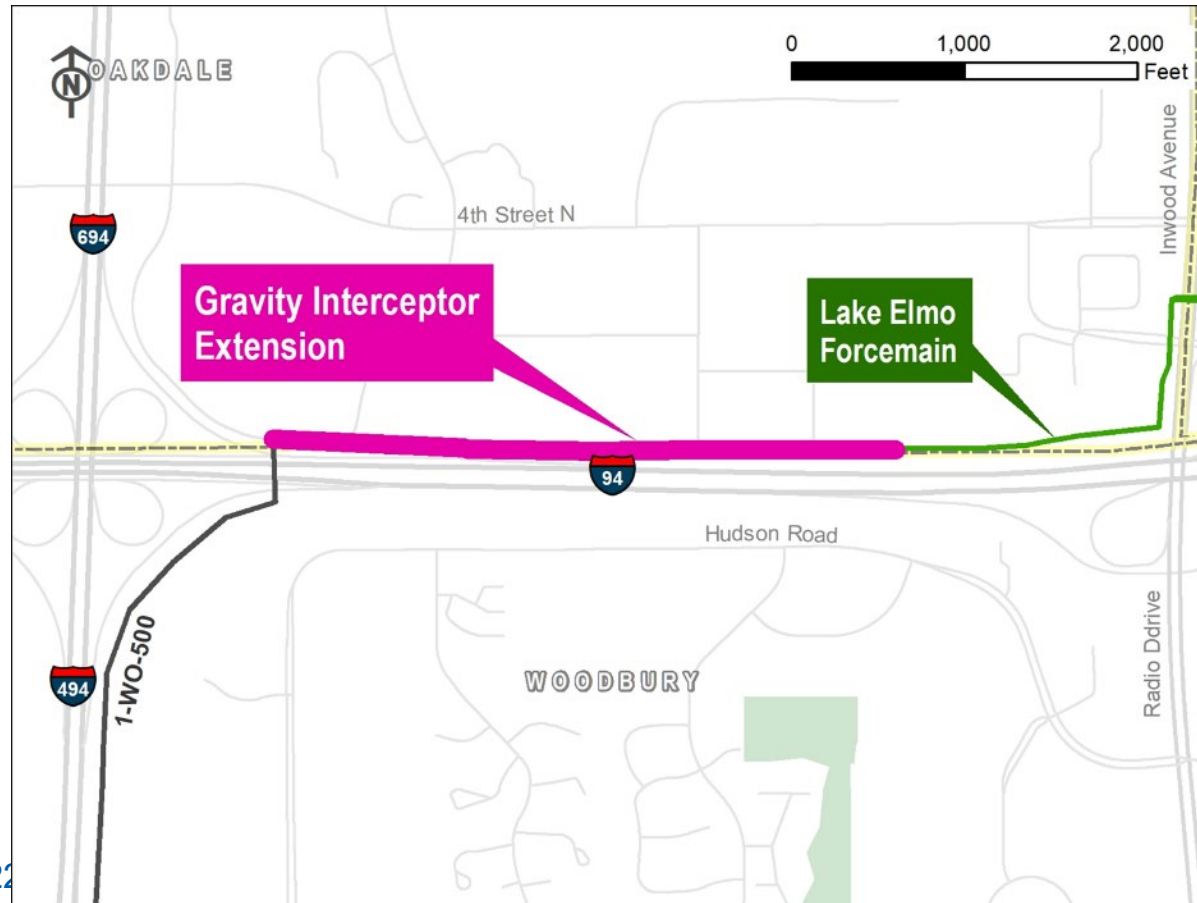 0 1,000 2,000
Feet
N
OAKDALE
Inwood Avenue
4th Street N
694
Gravity Interceptor
Extension
Lake Elmo
Forcemain
94
Hudson Road
Radio Ddrive
WOODBURY
494
1-WO-500